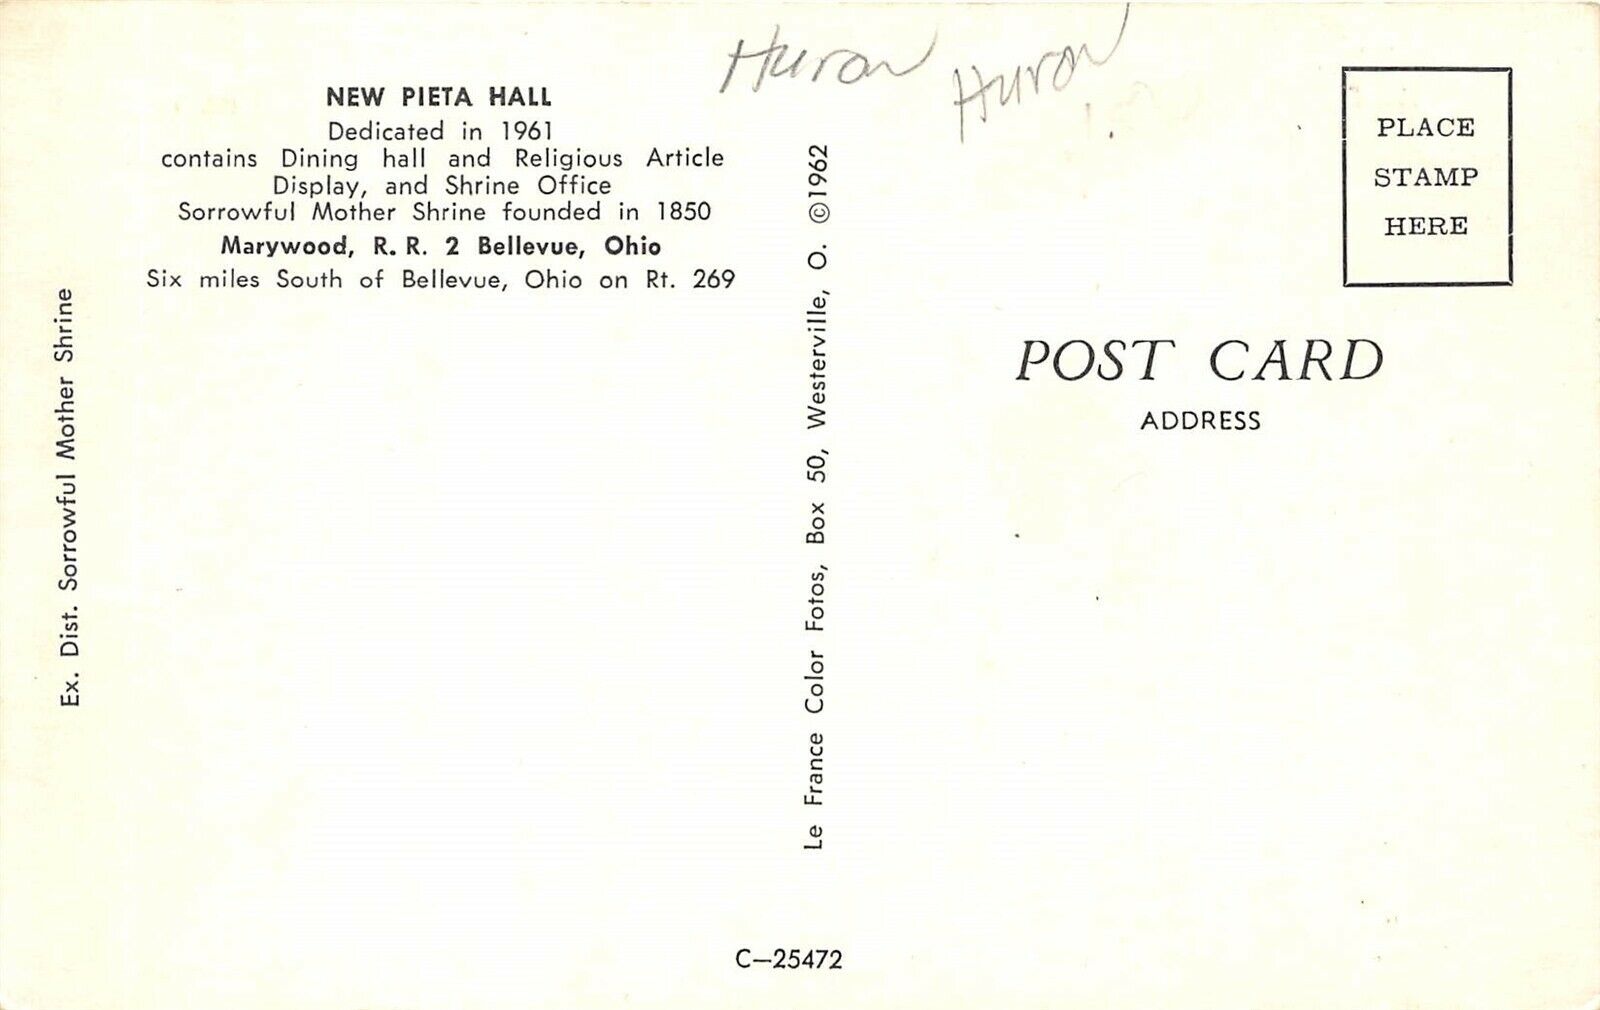 Huron
Huron
NEW PIETA HALL
Dedicated in 1961
contains Dining hall and Religious Article
Display, and Shrine Office
Sorrowful Mother Shrine founded in 1850
Marywood, R. R. 2 Bellevue, Ohio
Six miles South of Bellevue, Ohio on Rt. 269
Ex. Dist. Sorrowful Mother Shrine
Le France Color Fotos, Box 50, Westerville, O. ©1962
PLACE
STAMP
HERE
POST CARD
ADDRESS
C—25472